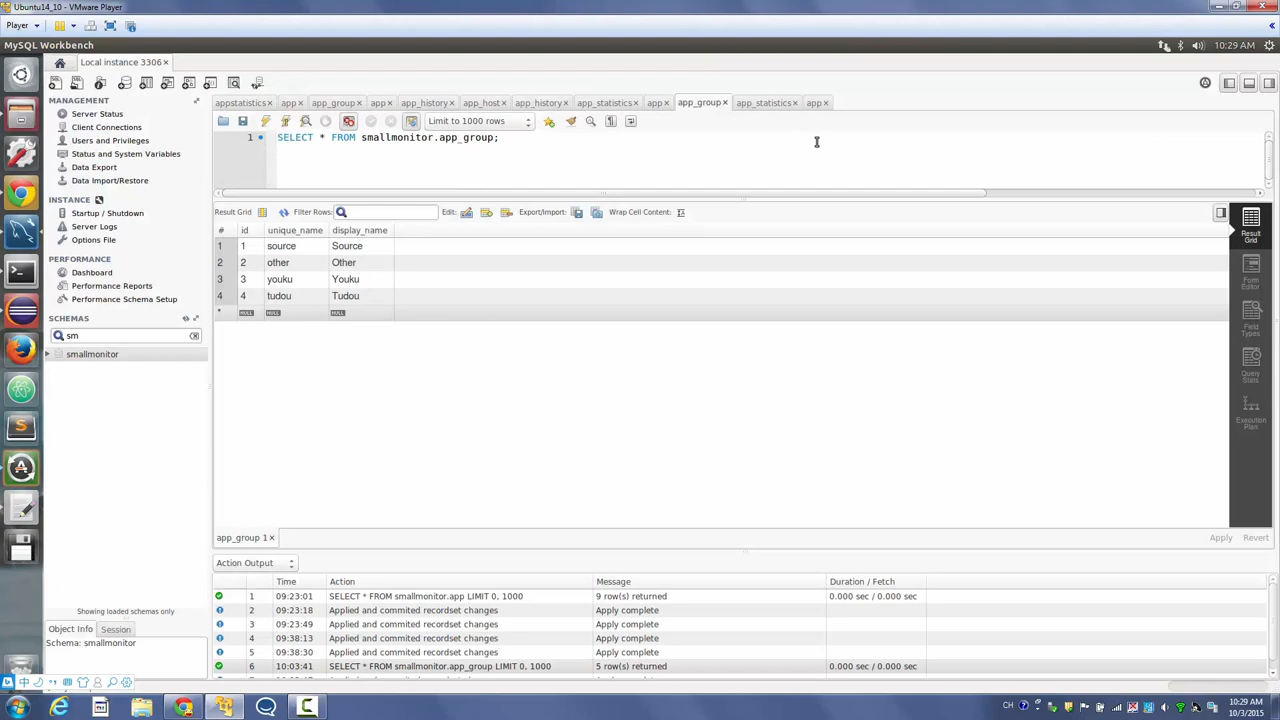 Ubuntu14_10 - VMware Player
Player
MySQL Workbench
10:29 AM
Local instance 3306
MANAGEMENT
Server Status
Client Connections
Users and Privileges
Status and System Variables
Data Export
Data Import/Restore
INSTANCE
Startup / Shutdown
Server Logs
Options File
PERFORMANCE
Dashboard
Performance Reports
Performance Schema Setup
SCHEMAS
sm
smallmonitor
Showing loaded schemas only
Object Info Session
Schema: smallmonitor
appstatistics app app_group app app_history app_host app_history app_statistics app app_group app_statistics app
Limit to 1000 rows
1 SELECT * FROM smallmonitor.app_group;
Result Grid Filter Rows: Edit: Export/Import: Wrap Cell Content:
# id unique_name display_name
1 1 source Source
2 2 other Other
3 3 youku Youku
4 4 tudou Tudou
* NULL NULL NULL
Result Grid
Form Editor
Field Types
Query Stats
Execution Plan
app_group 1
Apply Revert
Action Output
Time Action Message Duration / Fetch
1 09:23:01 SELECT * FROM smallmonitor.app LIMIT 0, 1000 9 row(s) returned 0.000 sec / 0.000 sec
2 09:23:18 Applied and commited recordset changes Apply complete
3 09:23:49 Applied and commited recordset changes Apply complete
4 09:38:13 Applied and commited recordset changes Apply complete
5 09:38:30 Applied and commited recordset changes Apply complete
6 10:03:41 SELECT * FROM smallmonitor.app_group LIMIT 0, 1000 5 row(s) returned 0.000 sec / 0.000 sec
中
CH
10:29 AM
10/3/2015